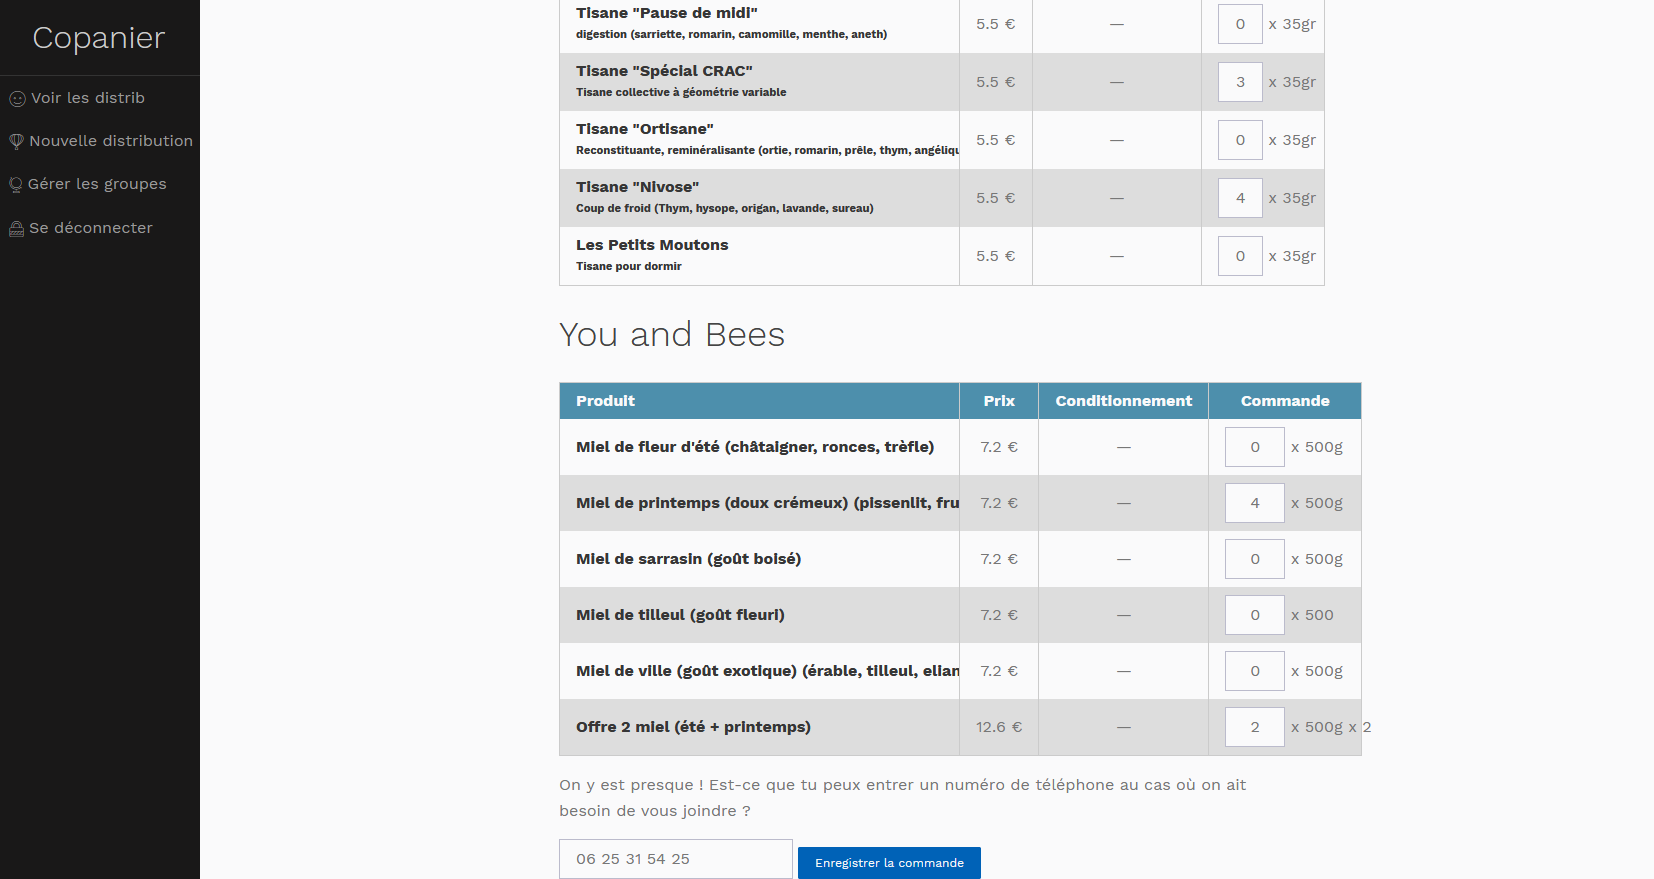 Copanier
Voir les distrib
Nouvelle distribution
Gérer les groupes
Se déconnecter
Tisane "Pause de midi"
digestion (sarriette, romarin, camomille, menthe, aneth)
5.5 € — 0 x 35gr
Tisane "Spécial CRAC"
Tisane collective à géométrie variable
5.5 € — 3 x 35gr
Tisane "Ortisane"
Reconstituante, reminéralisante (ortie, romarin, prêle, thym, angéliqu
5.5 € — 0 x 35gr
Tisane "Nivose"
Coup de froid (Thym, hysope, origan, lavande, sureau)
5.5 € — 4 x 35gr
Les Petits Moutons
Tisane pour dormir
5.5 € — 0 x 35gr
You and Bees
Produit Prix Conditionnement Commande
Miel de fleur d'été (châtaigner, ronces, trèfle) 7.2 € — 0 x 500g
Miel de printemps (doux crémeux) (pissenlit, fru 7.2 € — 4 x 500g
Miel de sarrasin (goût boisé) 7.2 € — 0 x 500g
Miel de tilleul (goût fleuri) 7.2 € — 0 x 500
Miel de ville (goût exotique) (érable, tilleul, elian 7.2 € — 0 x 500g
Offre 2 miel (été + printemps) 12.6 € — 2 x 500g x 2
On y est presque ! Est-ce que tu peux entrer un numéro de téléphone au cas où on ait
besoin de vous joindre ?
06 25 31 54 25 Enregistrer la commande